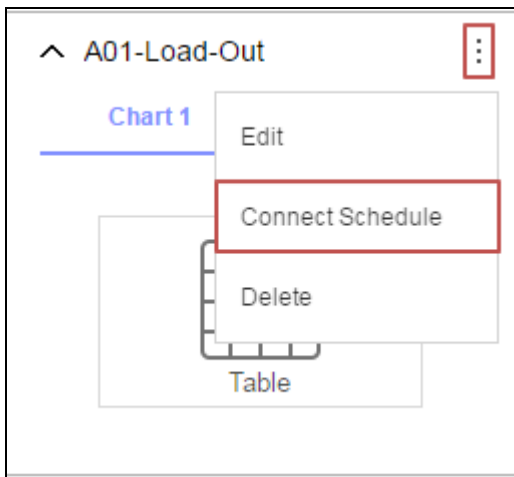 A01-Load-Out
Chart 1
Edit
Connect Schedule
Delete
Table